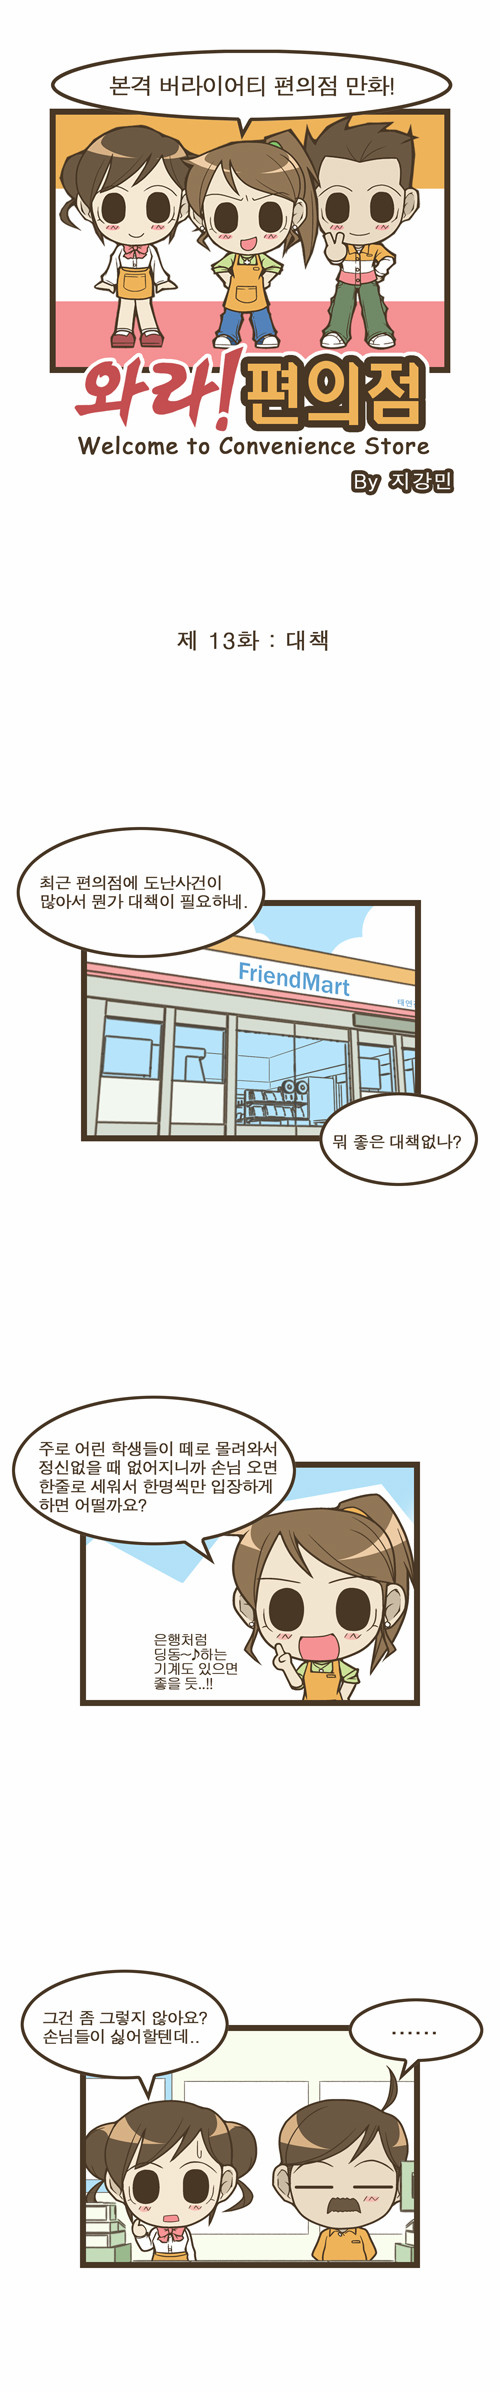 본격 버라이어티 편의점 만화!
와라! 편의점
Welcome to Convenience Store
By 지강민
제 13화 : 대책
최근 편의점에 도난사건이
많아서 뭔가 대책이 필요하네.
FriendMart
뭐 좋은 대책없나?
주로 어린 학생들이 떼로 몰려와서
정신없을 때 없어지니까 손님 오면
한줄로 세워서 한명씩만 입장하게
하면 어떨까요?
은행처럼
딩동~♪하는
기계도 있으면
좋을 듯..!!
그건 좀 그렇지 않아요?
손님들이 싫어할텐데..
......